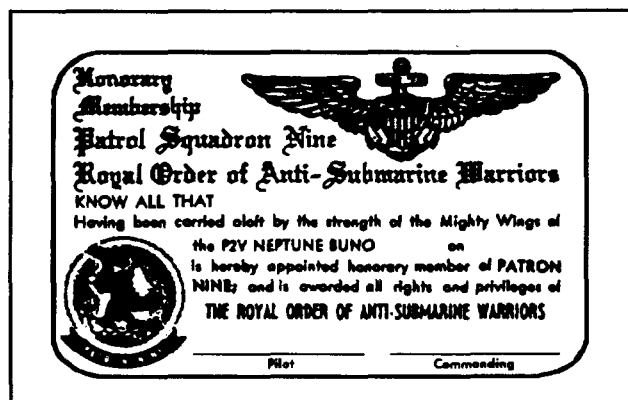 Honorary
Membership
Patrol Squadron Nine
Royal Order of Anti-Submarine Warriors
KNOW ALL THAT
Having been carried aloft by the strength of the Mighty Wings of
the P2V NEPTUNE BUNO on
is hereby appointed honorary member of PATRON
NINE; and is awarded all rights and privileges of
THE ROYAL ORDER OF ANTI-SUBMARINE WARRIORS
Pilot Commanding